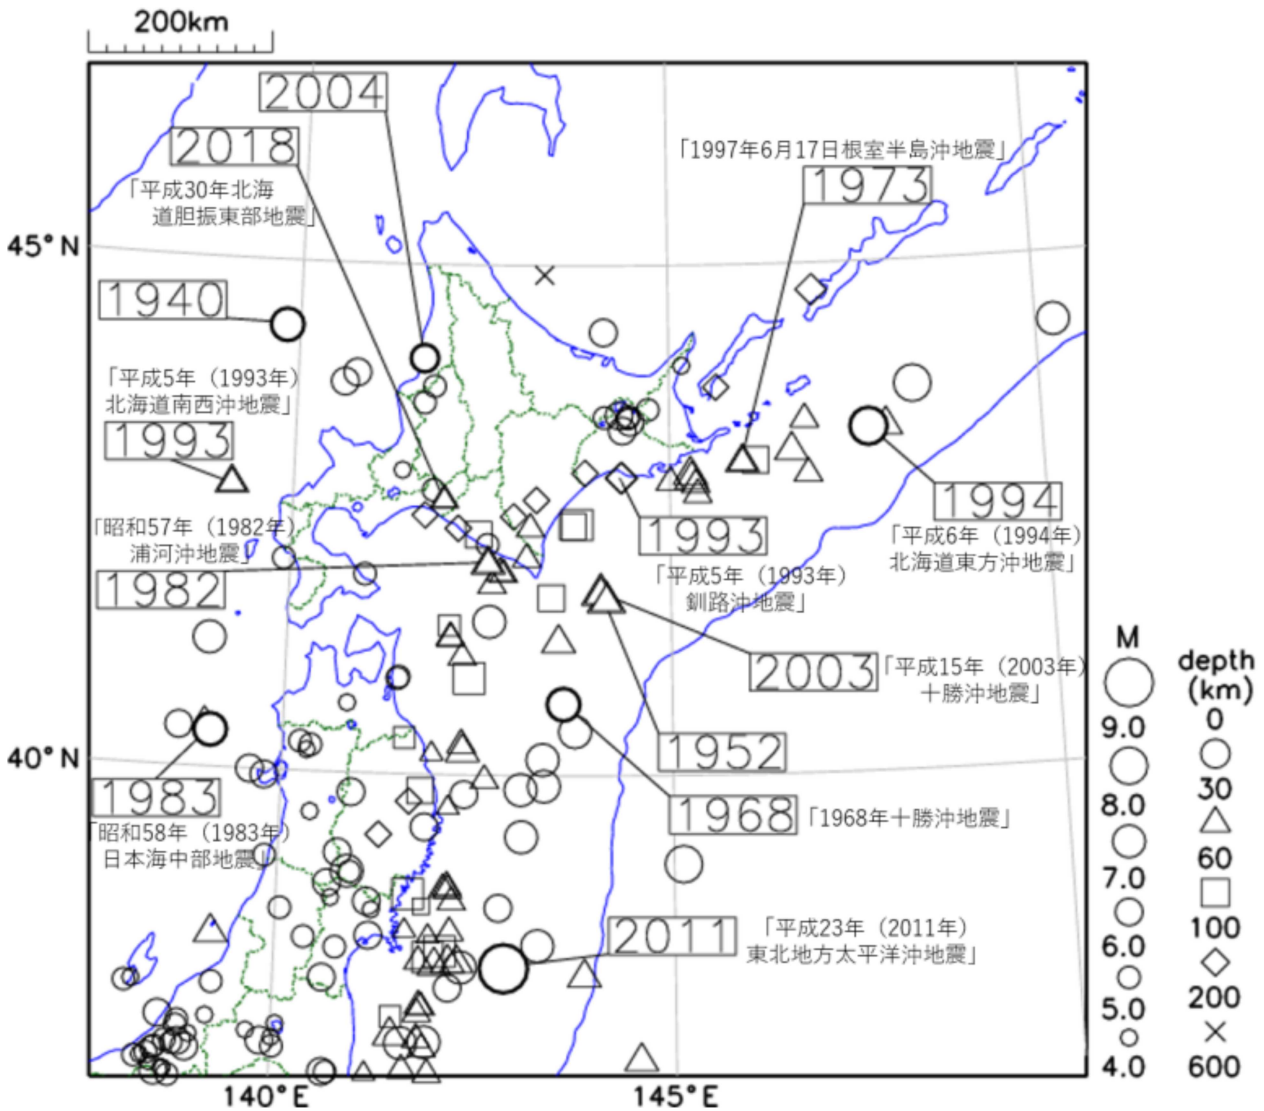 200km
2004
2018
「平成30年北海
道胆振東部地震」
「1997年6月17日根室半島沖地震」
1973
45°N
1940
「平成5年（1993年）
北海道南西沖地震」
1993
「昭和57年（1982年）
浦河沖地震」
1982
1994
「平成6年（1994年）
北海道東方沖地震」
1993
「平成5年（1993年）
釧路沖地震」
2003
「平成15年（2003年）
十勝沖地震」
1952
40°N
1983
「昭和58年（1983年）
日本海中部地震」
1968
「1968年十勝沖地震」
2011
「平成23年（2011年）
東北地方太平洋沖地震」
140°E
145°E
M
9.0
8.0
7.0
6.0
5.0
4.0
depth
(km)
0
30
60
100
200
600